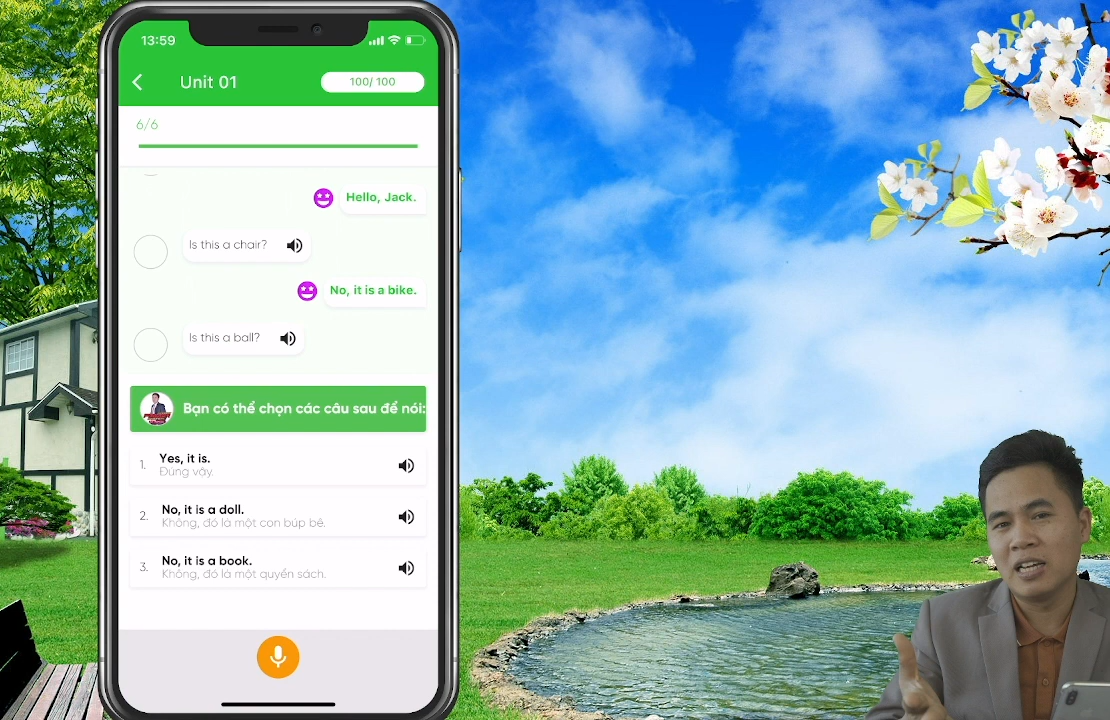 13:59
Unit 01
100/ 100
6/6
Hello, Jack.
Is this a chair?
No, it is a bike.
Is this a ball?
Bạn có thể chọn các câu sau để nói:
1. Yes, it is.
Đúng vậy.
2. No, it is a doll.
Không, đó là một con búp bê.
3. No, it is a book.
Không, đó là một quyển sách.